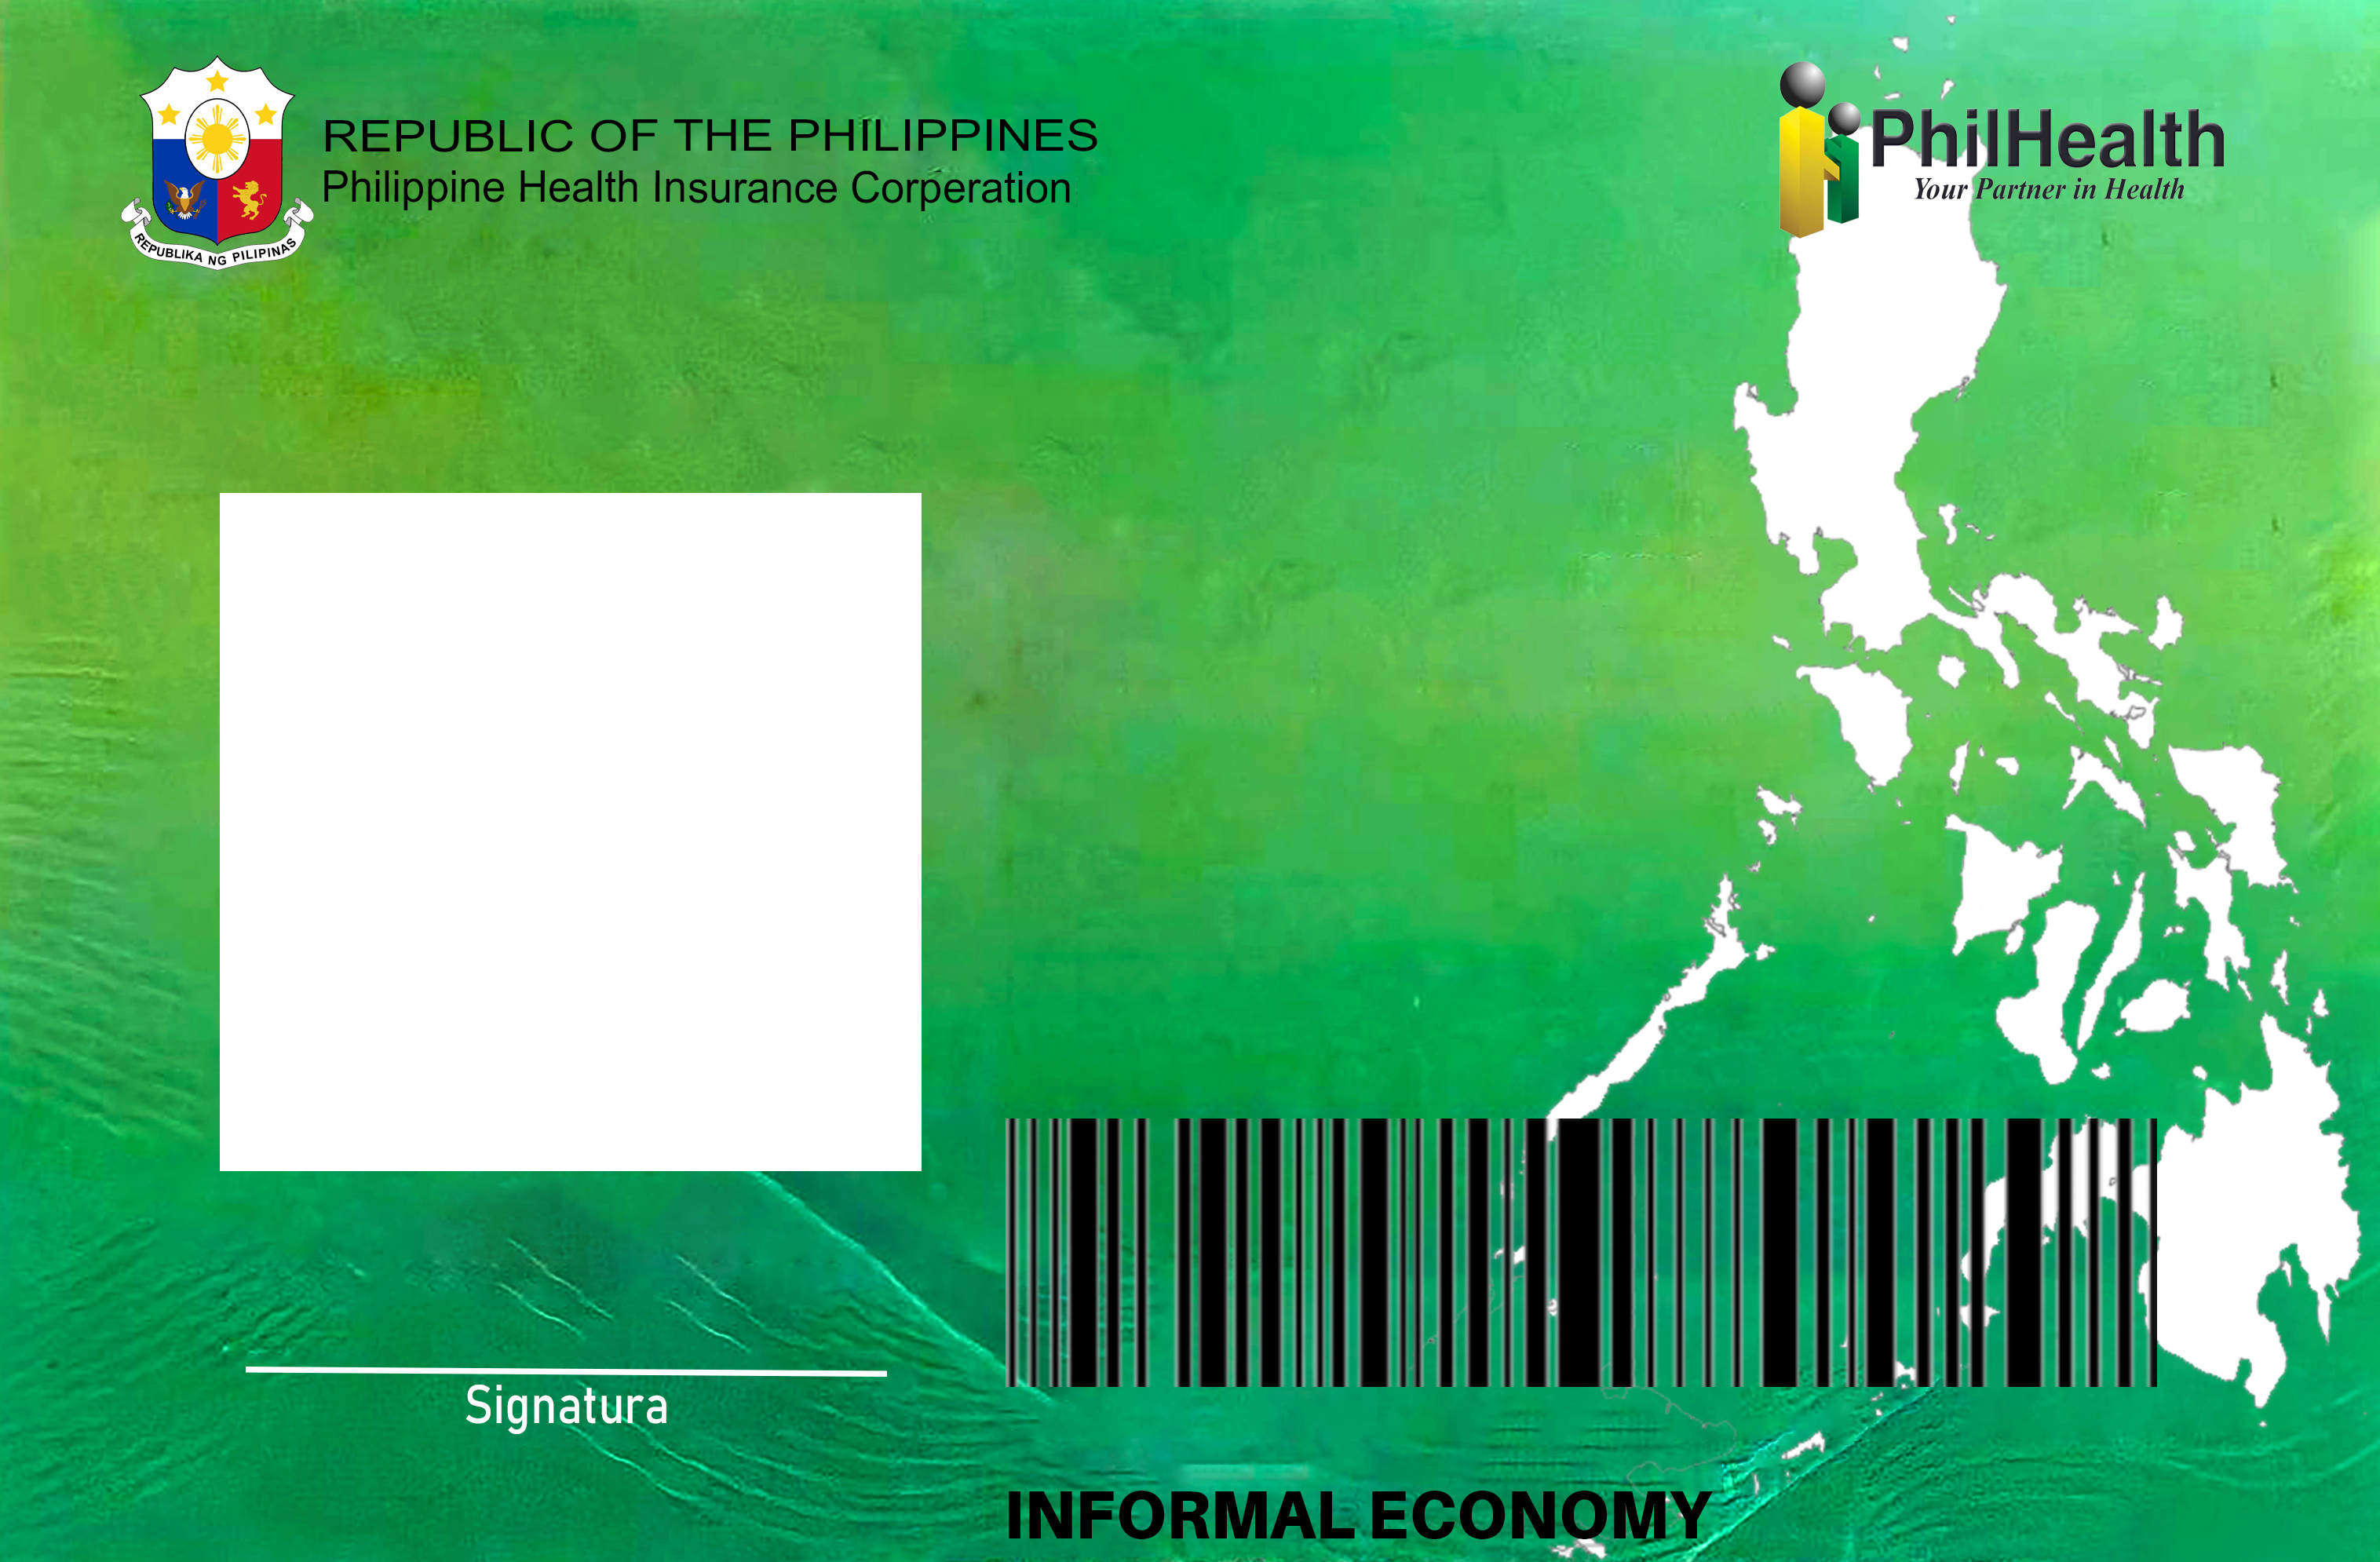 REPUBLIC OF THE PHILIPPINES
Philippine Health Insurance Corperation
REPUBLIKA NG PILIPINAS
PhilHealth
Your Partner in Health
Signatura
INFORMAL ECONOMY